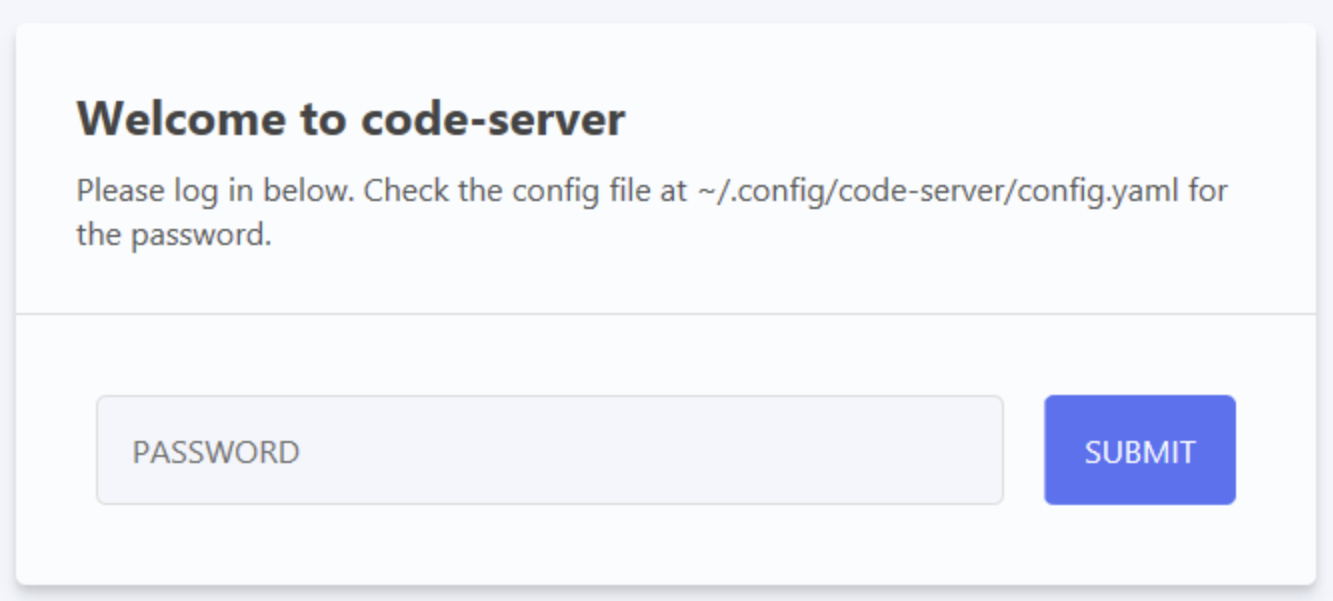 Welcome to code-server
Please log in below. Check the config file at ~/.config/code-server/config.yaml for
the password.
PASSWORD
SUBMIT